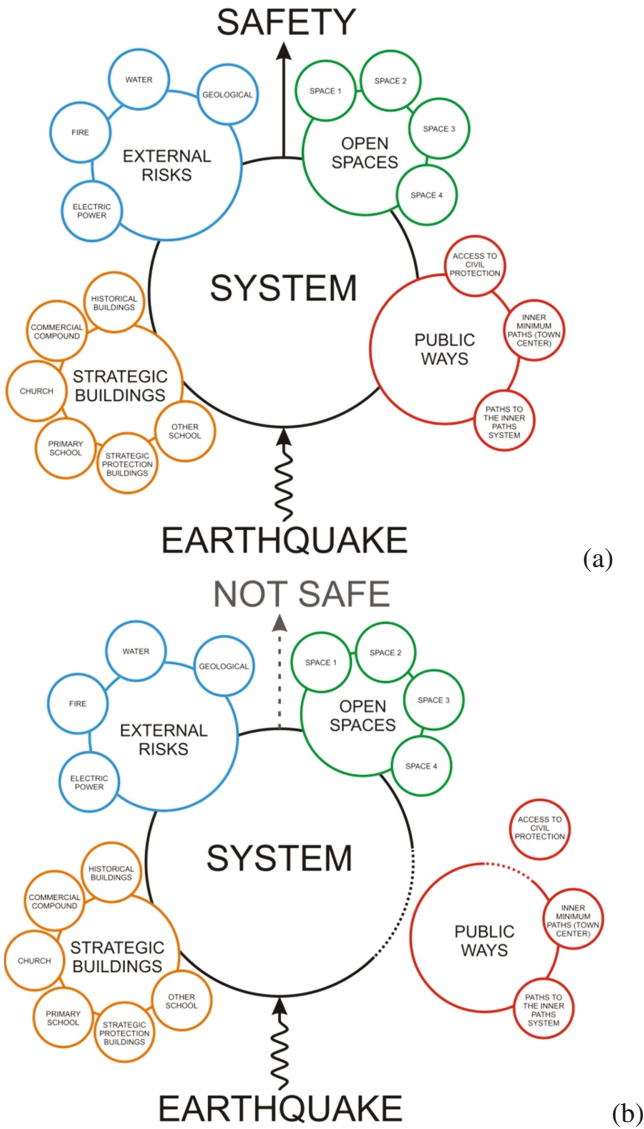 SAFETY
WATER
GEOLOGICAL
FIRE
EXTERNAL
RISKS
ELECTRIC
POWER
SPACE 1
SPACE 2
SPACE 3
OPEN
SPACES
SPACE 4
SYSTEM
ACCESS TO
CIVIL
PROTECTION
INNER
MINIMUM
PATHS (TOWN
CENTER)
PUBLIC
WAYS
PATHS TO
THE INNER
PATHS
SYSTEM
HISTORICAL
BUILDINGS
COMMERCIAL
COMPOUND
STRATEGIC
BUILDINGS
CHURCH
OTHER
SCHOOL
PRIMARY
SCHOOL
STRATEGIC
PROTECTION
BUILDINGS
EARTHQUAKE
(a)
NOT SAFE
WATER
GEOLOGICAL
FIRE
EXTERNAL
RISKS
ELECTRIC
POWER
SPACE 1
SPACE 2
SPACE 3
OPEN
SPACES
SPACE 4
SYSTEM
ACCESS TO
CIVIL
PROTECTION
INNER
MINIMUM
PATHS (TOWN
CENTER)
PUBLIC
WAYS
PATHS TO
THE INNER
PATHS
SYSTEM
HISTORICAL
BUILDINGS
COMMERCIAL
COMPOUND
STRATEGIC
BUILDINGS
CHURCH
OTHER
SCHOOL
PRIMARY
SCHOOL
STRATEGIC
PROTECTION
BUILDINGS
EARTHQUAKE
(b)